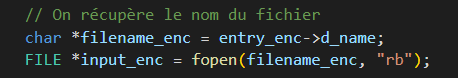 // On récupère le nom du fichier
char *filename_enc = entry_enc->d_name;
FILE *input_enc = fopen(filename_enc, "rb");